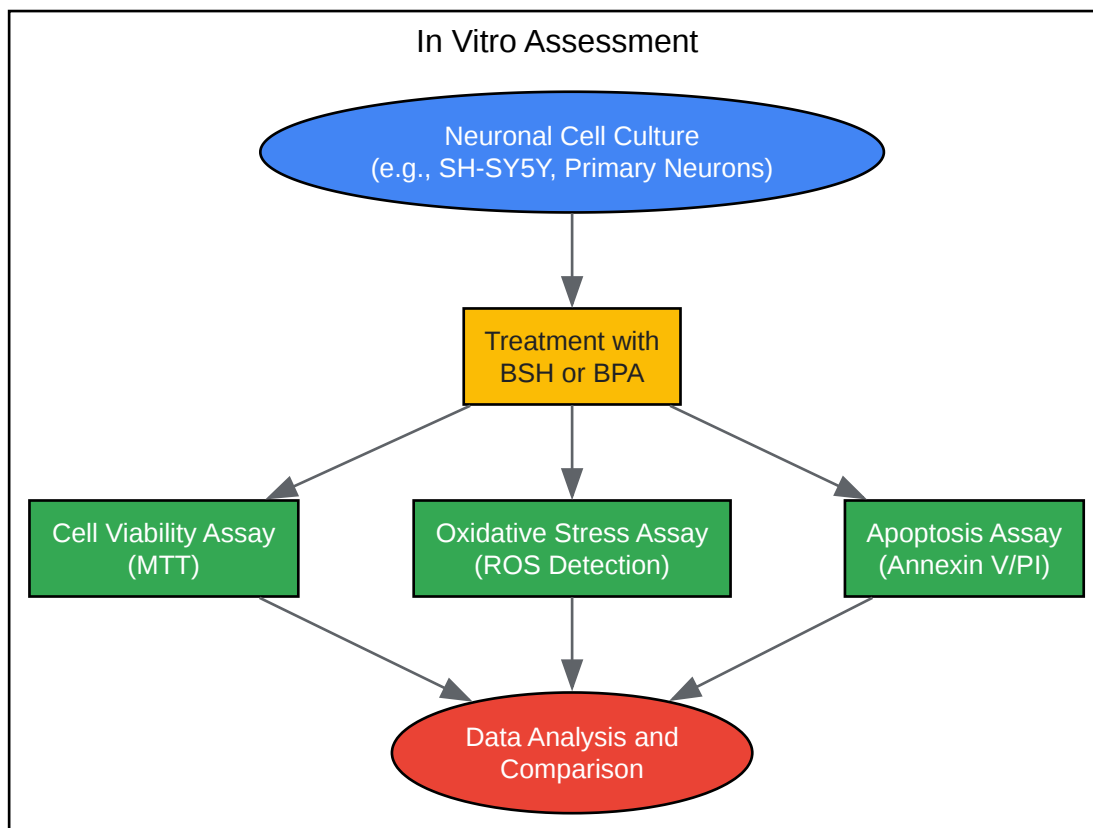 In Vitro Assessment
Neuronal Cell Culture
(e.g., SH-SY5Y, Primary Neurons)
Treatment with
BSH or BPA
Cell Viability Assay
(MTT)
Oxidative Stress Assay
(ROS Detection)
Apoptosis Assay
(Annexin V/PI)
Data Analysis and
Comparison